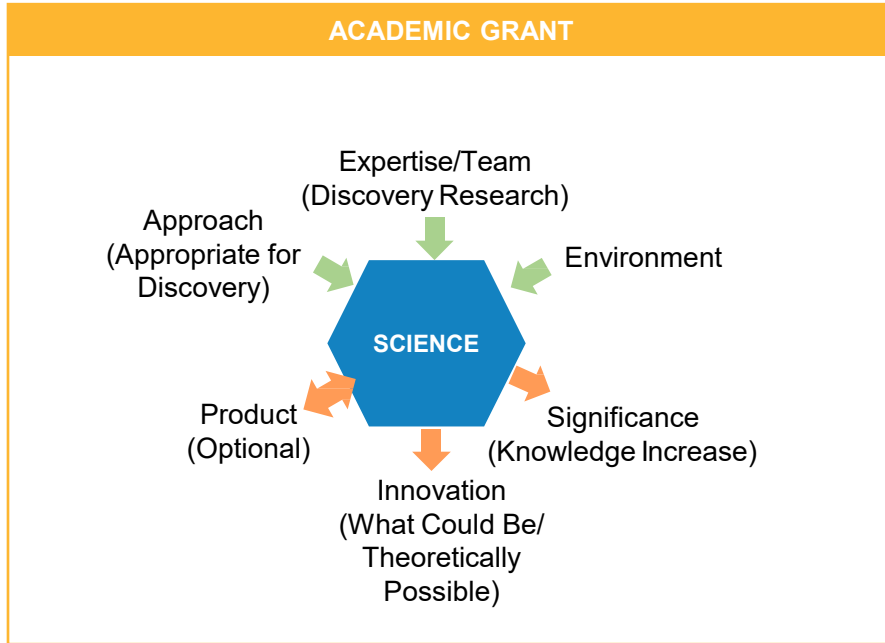 ACADEMIC GRANT
Expertise/Team
(Discovery Research)
Approach
(Appropriate for
Discovery)
Environment
SCIENCE
Product
(Optional)
Significance
(Knowledge Increase)
Innovation
(What Could Be/
Theoretically
Possible)